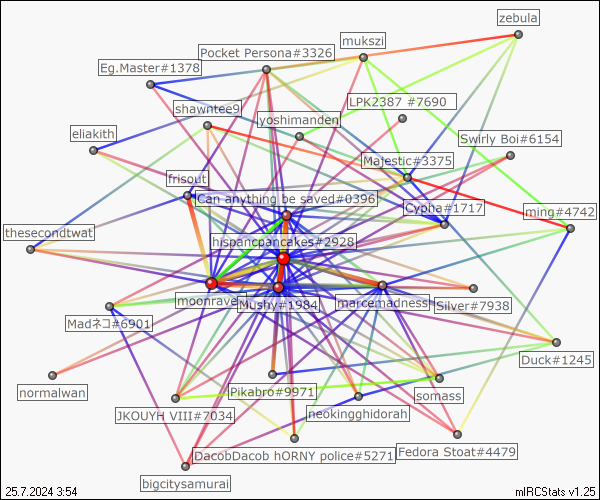 zebula
mukszi
Pocket Persona#3326
Eg.Master#1378
LPK2387 #7690
shawntee9
yoshimanden
eliakith
Swirly Boi#6154
Majestic#3375
frisout
Can anything be saved#0396
Cypha#1717
ming#4742
thesecondtwat
hispancpancakes#2928
moonrave
Mushy#1984
marcemadness
Silver#7938
Madネコ#6901
Duck#1245
normalwan
Pikabro#9971
somass
JKOUYH VIII#7034
neokingghidorah
DacobDacob hORNY police#5271
Fedora Stoat#4479
bigcitysamurai
25.7.2024 3:54
mIRCStats v1.25